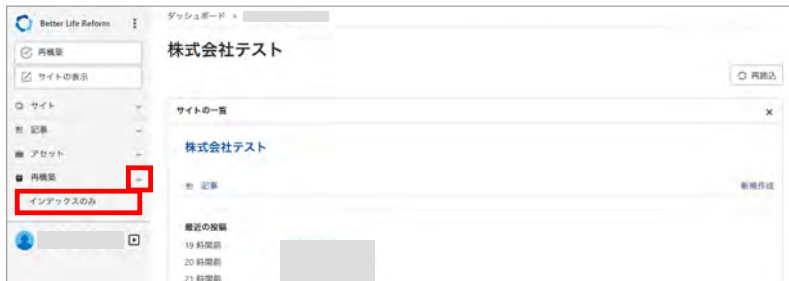 Better Life Reform
再構築
サイトの表示
サイト
記事
アセット
再構築
インデックスのみ
ダッシュボード
株式会社テスト
再読込
サイトの一覧
株式会社テスト
記事 新規作成
最近の投稿
19 時間前
20 時間前
21 時間前